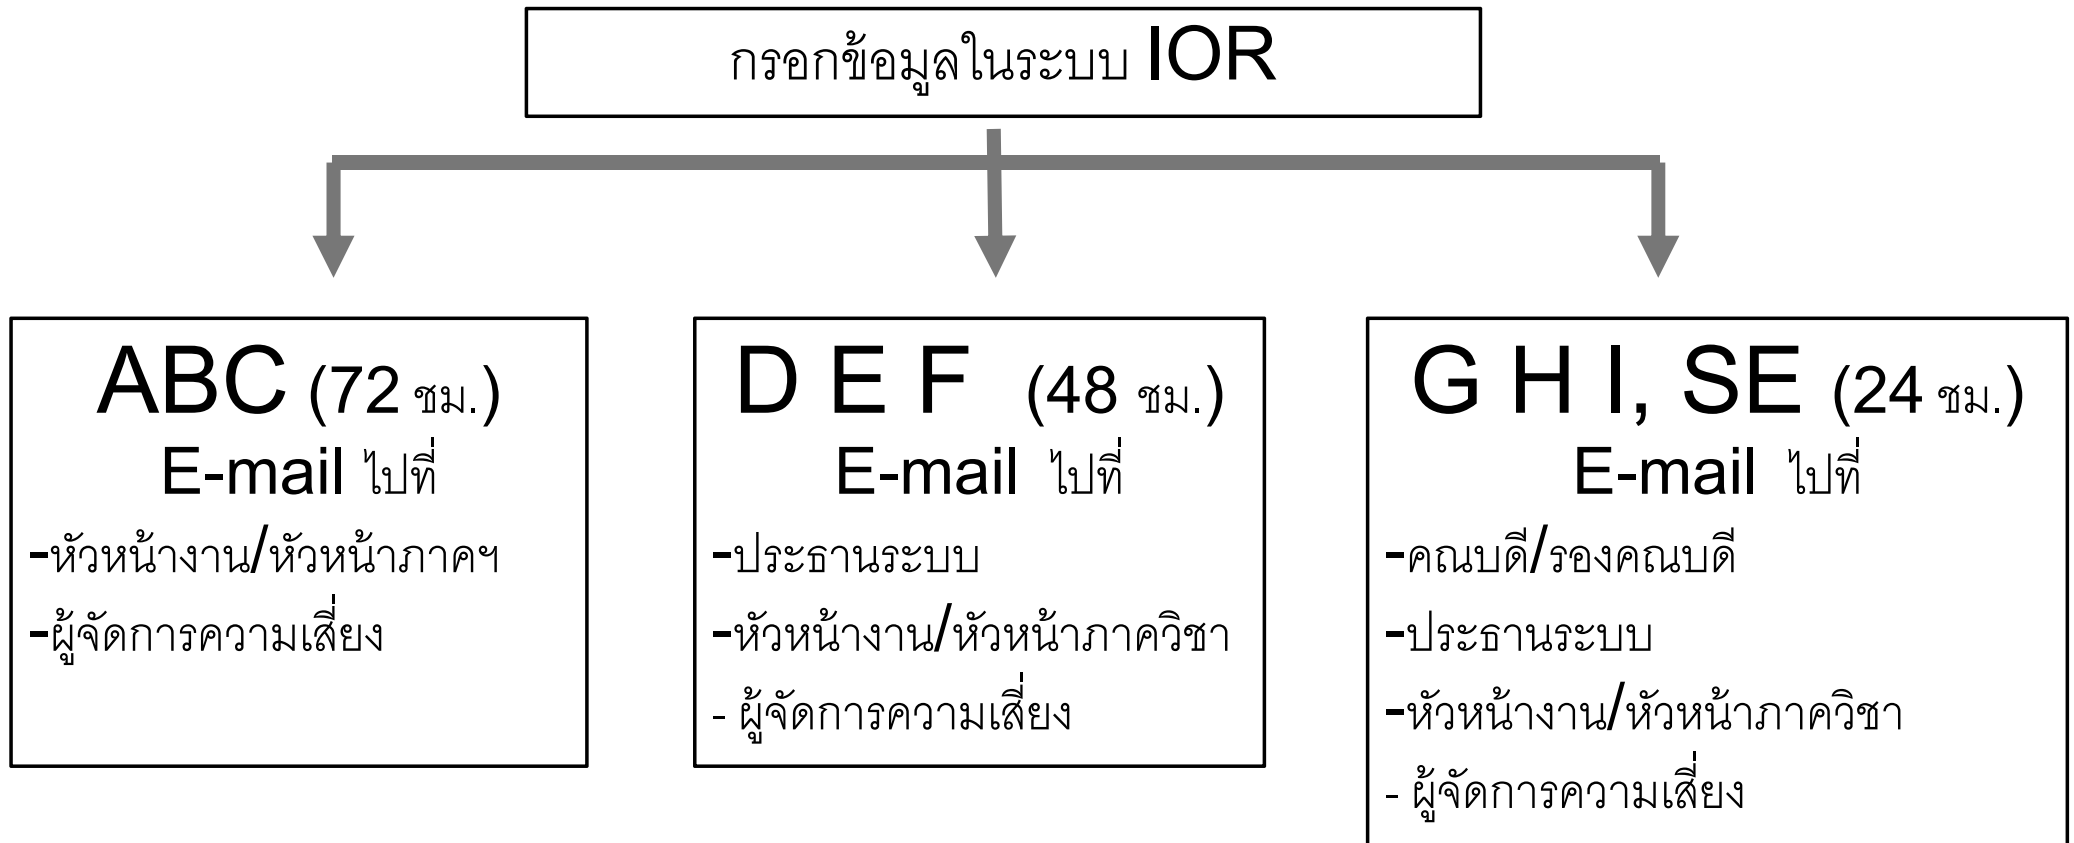 กรอกข้อมูลในระบบ IOR
ABC (72 ชม.)
E-mail ไปที่
-หัวหน้างาน/หัวหน้าภาคฯ
-ผู้จัดการความเสี่ยง
D E F (48 ชม.)
E-mail ไปที่
-ประธานระบบ
-หัวหน้างาน/หัวหน้าภาควิชา
- ผู้จัดการความเสี่ยง
G H I, SE (24 ชม.)
E-mail ไปที่
-คณบดี/รองคณบดี
-ประธานระบบ
-หัวหน้างาน/หัวหน้าภาควิชา
- ผู้จัดการความเสี่ยง